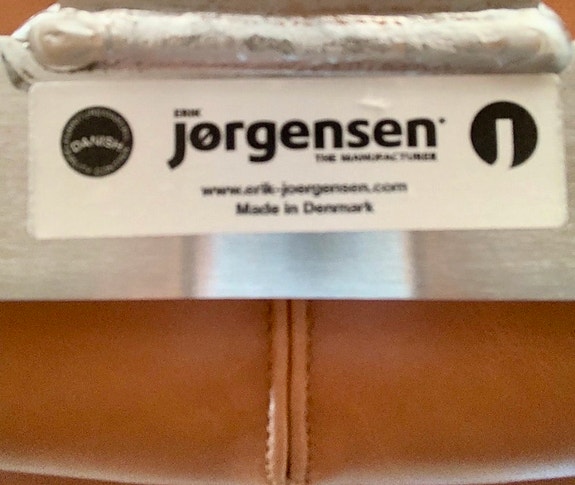 DANISH
ERIK
jørgensen
THE MANUFACTURER
www.erik-joergensen.com
Made in Denmark